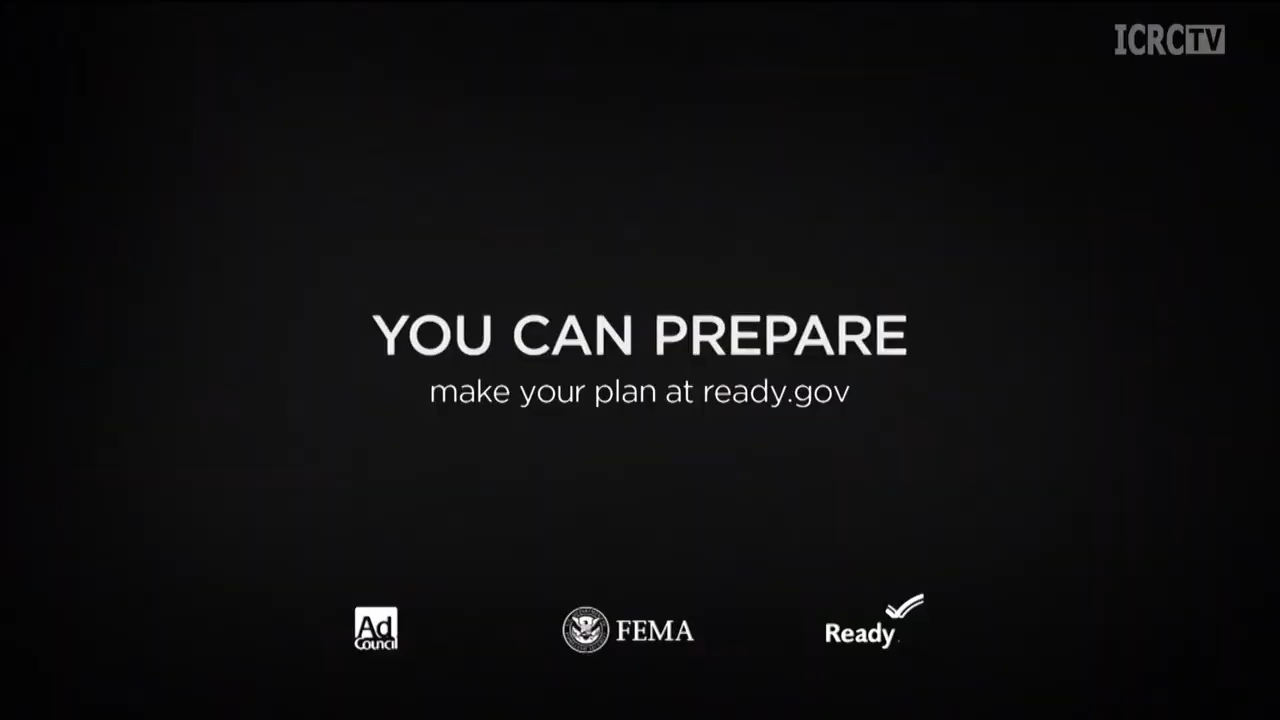 ICRCTV
YOU CAN PREPARE
make your plan at ready.gov
Ad Council
FEMA
Ready